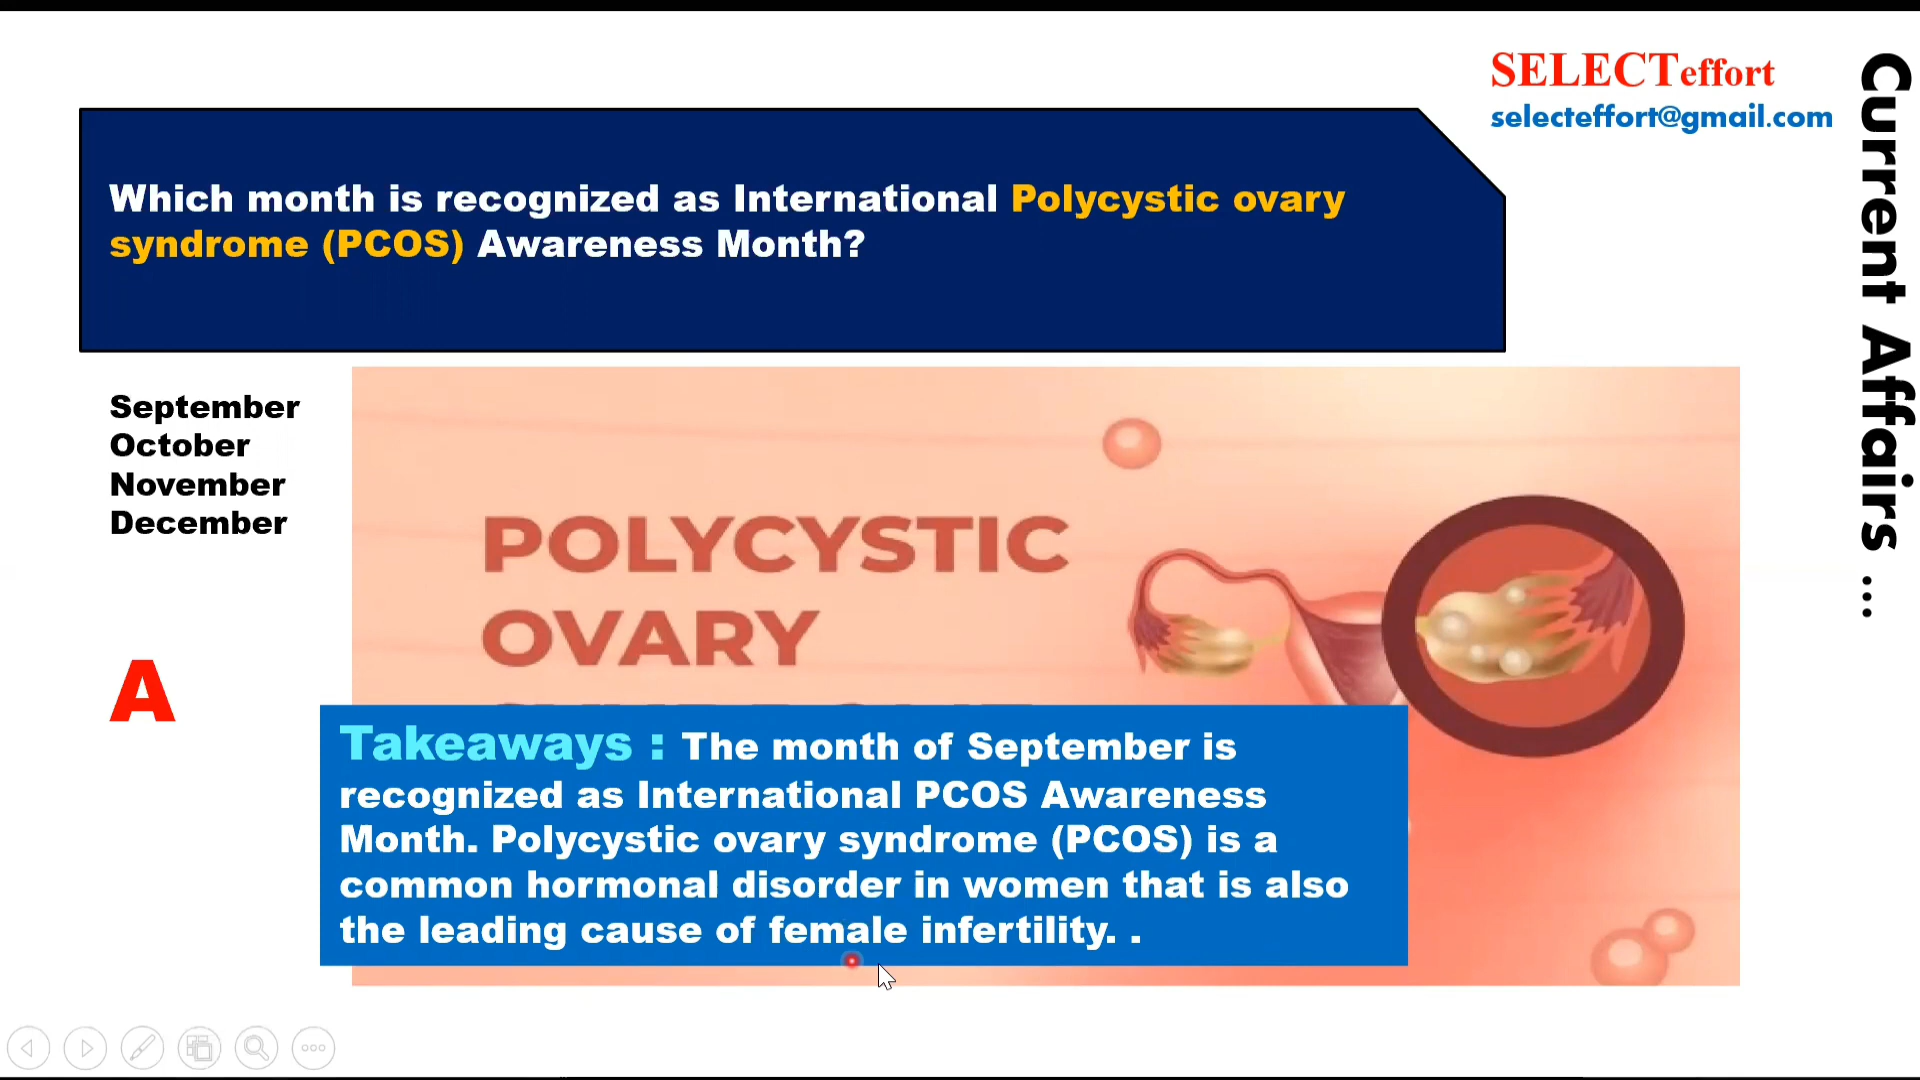 SELECTeffort
selecteffort@gmail.com
Current Affairs ...
Which month is recognized as International Polycystic ovary
syndrome (PCOS) Awareness Month?
September
October
November
December
POLYCYSTIC
OVARY
A
Takeaways : The month of September is
recognized as International PCOS Awareness
Month. Polycystic ovary syndrome (PCOS) is a
common hormonal disorder in women that is also
the leading cause of female infertility. .